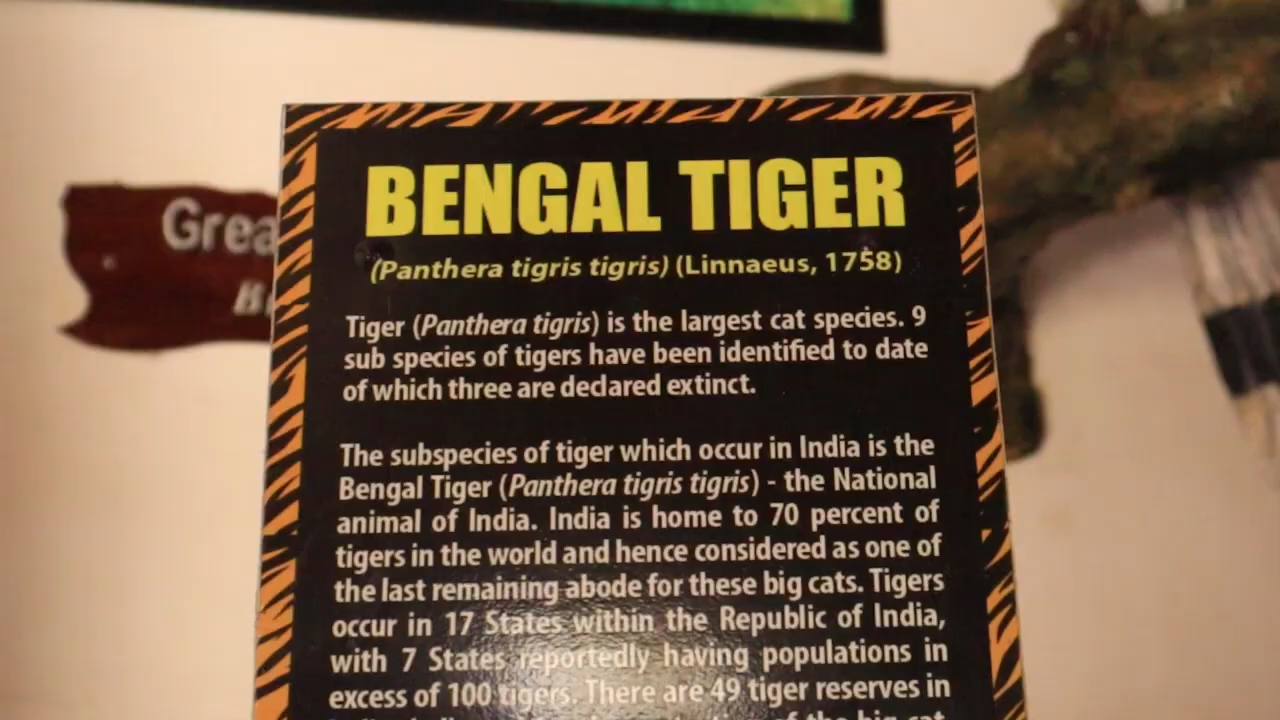 BENGAL TIGER
(Panthera tigris tigris) (Linnaeus, 1758)
Tiger (Panthera tigris) is the largest cat species. 9
sub species of tigers have been identified to date
of which three are declared extinct.
The subspecies of tiger which occur in India is the
Bengal Tiger (Panthera tigris tigris) - the National
animal of India. India is home to 70 percent of
tigers in the world and hence considered as one of
the last remaining abode for these big cats. Tigers
occur in 17 States within the Republic of India,
with 7 States reportedly having populations in
excess of 100 tigers. There are 49 tiger reserves in
of the big cat
Grea